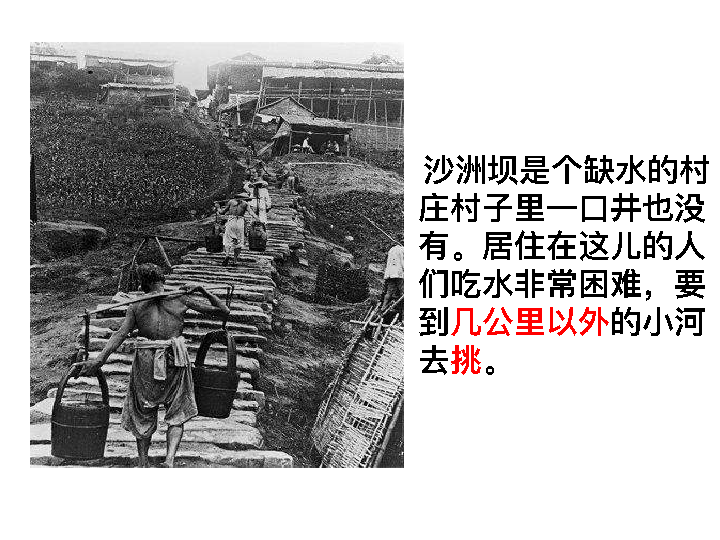 沙洲坝是个缺水的村
庄村子里一口井也没
有。居住在这儿的人
们吃水非常困难，要
到几公里以外的小河
去挑。